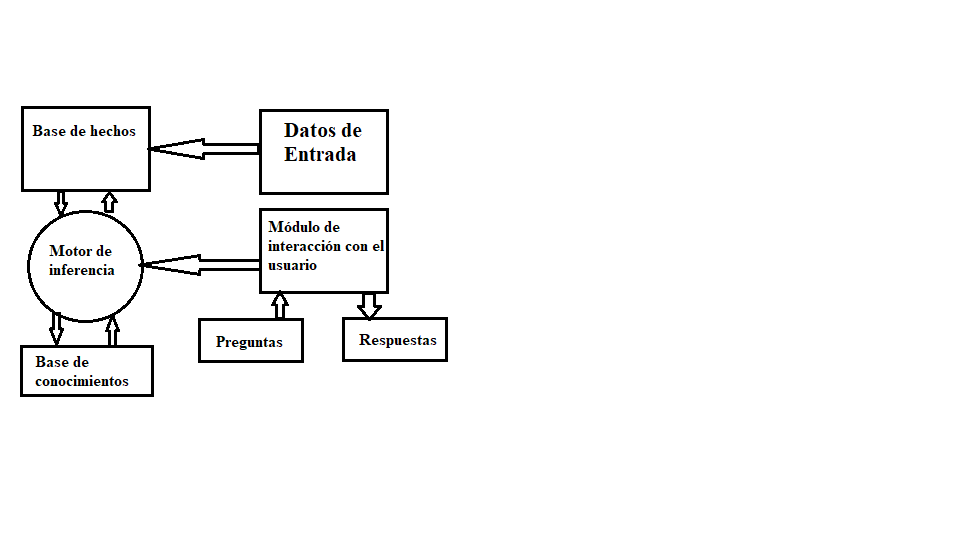 Base de hechos
Datos de
Entrada
Módulo de
interacción con el
usuario
Motor de
inferencia
Preguntas
Respuestas
Base de
conocimientos